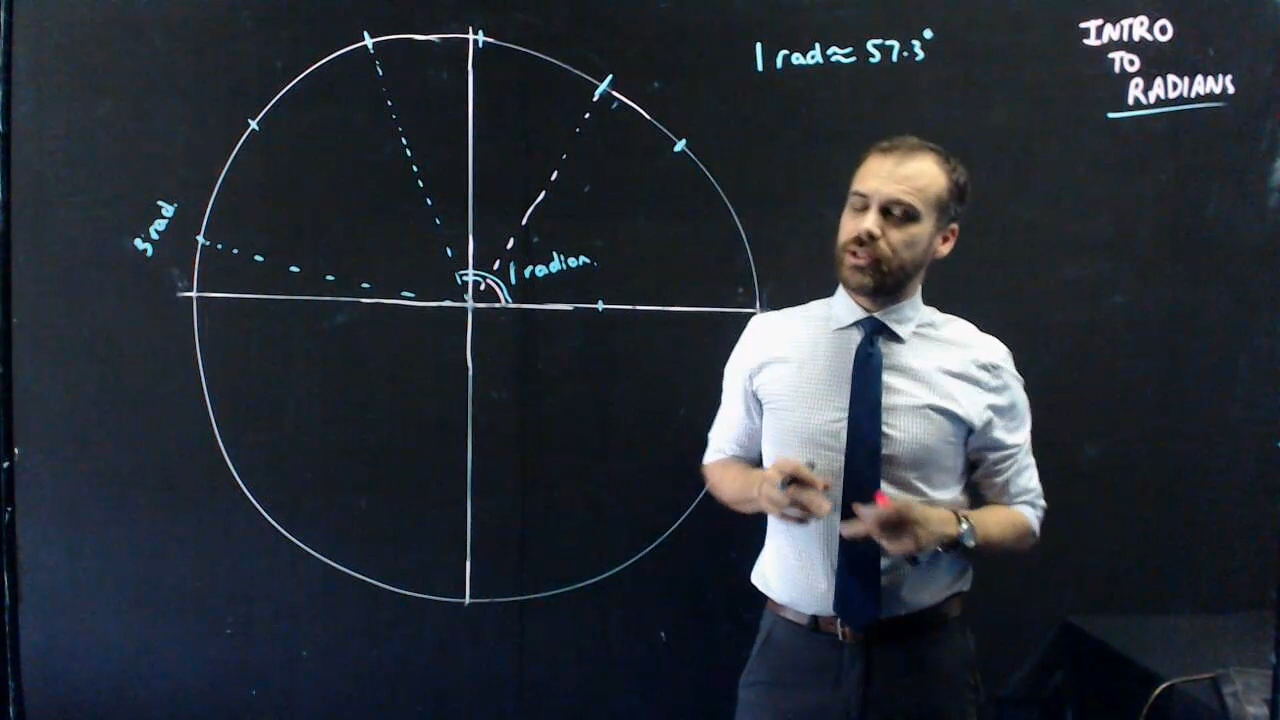 1 rad ≈ 57.3°
INTRO
TO
RADIANS
3 rad.
1 radian.